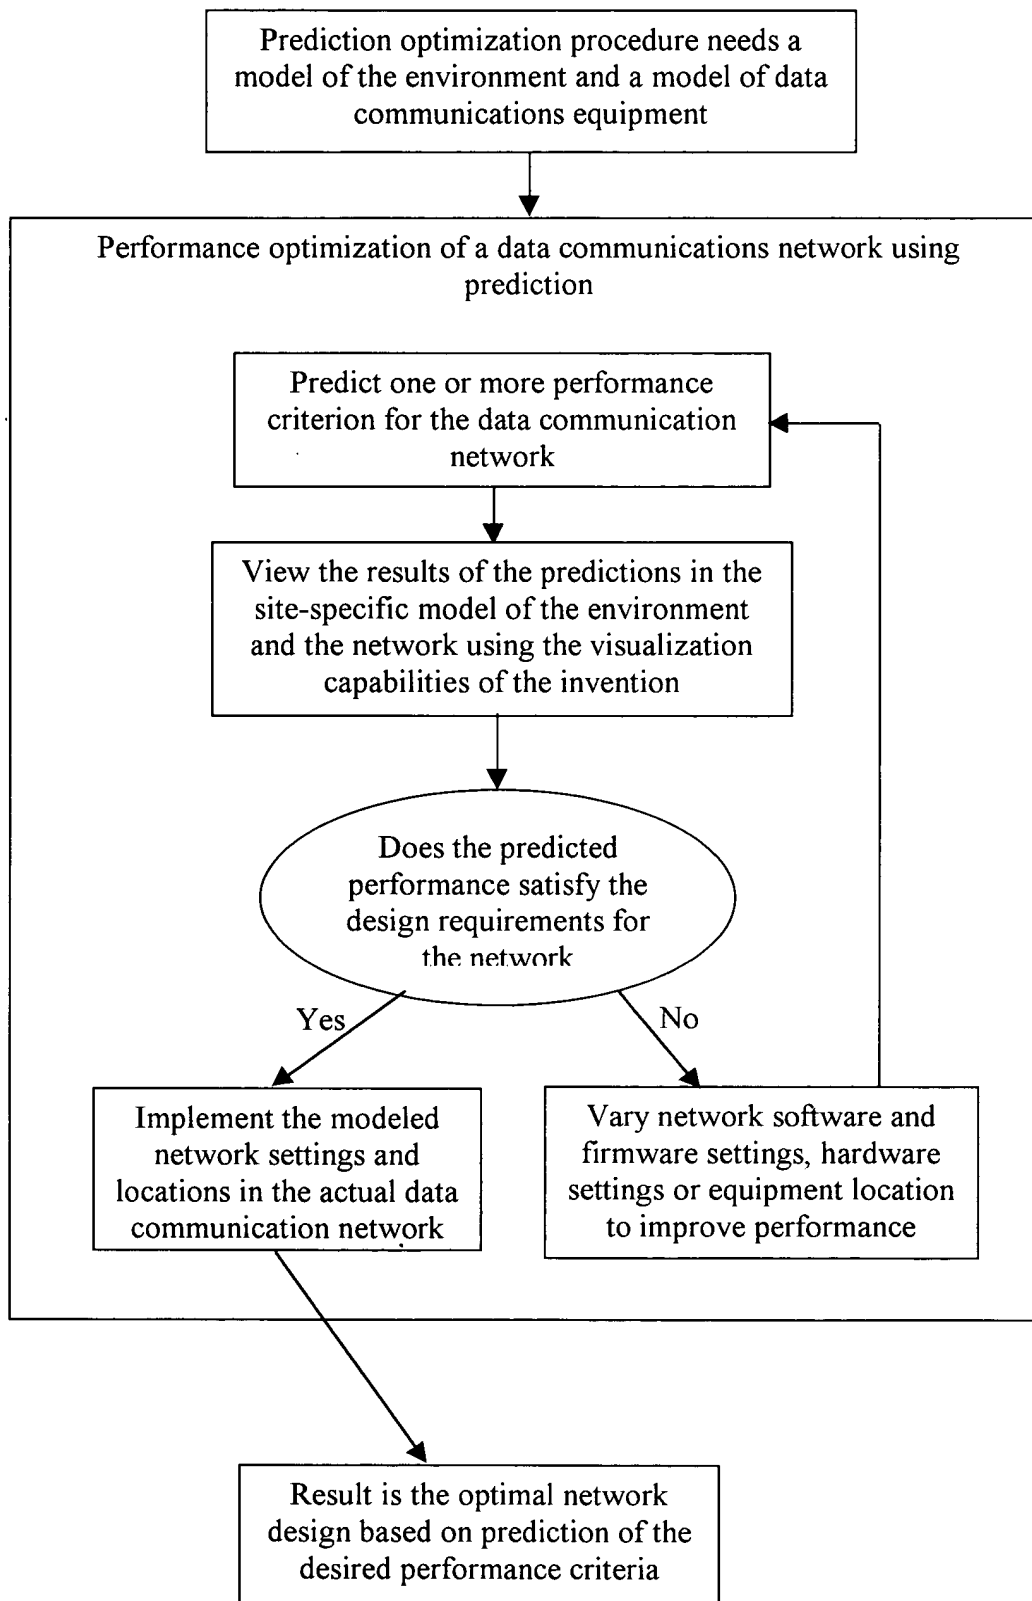 Prediction optimization procedure needs a
model of the environment and a model of data
communications equipment
Performance optimization of a data communications network using
prediction
Predict one or more performance
criterion for the data communication
network
View the results of the predictions in the
site-specific model of the environment
and the network using the visualization
capabilities of the invention
Does the predicted
performance satisfy the
design requirements for
the network
Yes
No
Implement the modeled
network settings and
locations in the actual data
communication network
Vary network software and
firmware settings, hardware
settings or equipment location
to improve performance
Result is the optimal network
design based on prediction of the
desired performance criteria